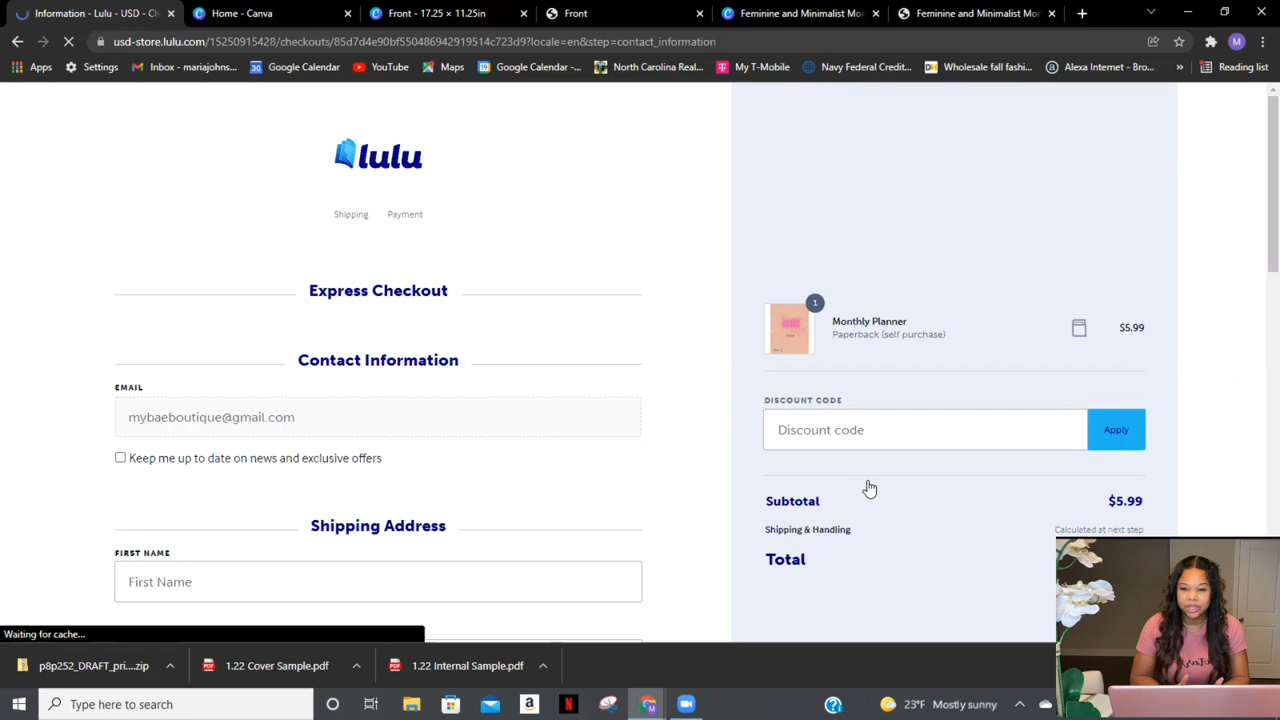 Information - Lulu - USD - Ch
Home - Canva
Front - 17.25 × 11.25in
Front
Feminine and Minimalist Mo
Feminine and Minimalist Mo
usd-store.lulu.com/15250915428/checkouts/85d7d4e90bf550486942919514c723d9?locale=en&step=contact_information
M
Apps
Settings
Inbox - mariajohns...
Google Calendar
YouTube
Maps
Google Calendar -...
North Carolina Real...
My T-Mobile
Navy Federal Credit...
DH
Wholesale fall fashi...
Alexa Internet - Bro...
»
Reading list
lulu
Shipping Payment
Express Checkout
Contact Information
EMAIL
mybaeboutique@gmail.com
Keep me up to date on news and exclusive offers
Shipping Address
FIRST NAME
First Name
1
Monthly Planner
Paperback (self purchase)
$5.99
DISCOUNT CODE
Discount code
Apply
Subtotal
$5.99
Shipping & Handling
Calculated at next step
Total
Waiting for cache...
p8p252_DRAFT_pri....zip
PDF
1.22 Cover Sample.pdf
PDF
1.22 Internal Sample.pdf
Type here to search
23°F Mostly sunny